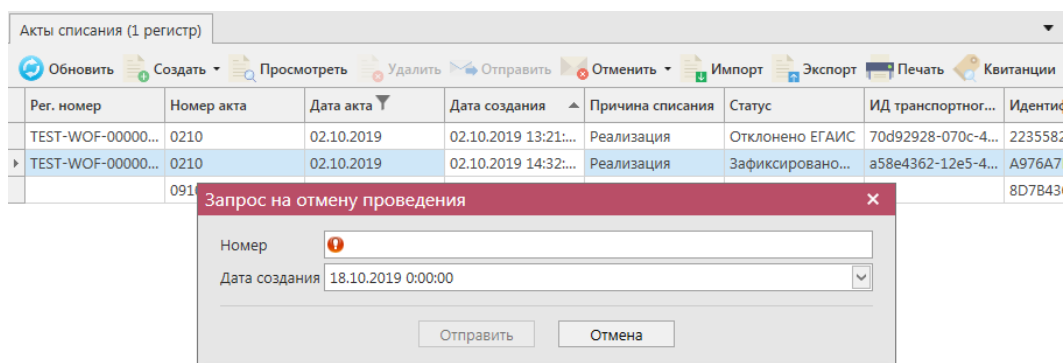 Акты списания (1 регистр)
Обновить Создать Просмотреть Удалить Отправить Отменить Импорт Экспорт Печать Квитанции
Рег. номер Номер акта Дата акта Дата создания Причина списания Статус ИД транспортног... Идентиф
TEST-WOF-00000... 0210 02.10.2019 02.10.2019 13:21:... Реализация Отклонено ЕГАИС 70d92928-070c-4... 2235582
TEST-WOF-00000... 0210 02.10.2019 02.10.2019 14:32:... Реализация Зафиксировано... a58e4362-12e5-4... A976A7
0910 8D7B43
Запрос на отмену проведения
Номер
Дата создания 18.10.2019 0:00:00
Отправить Отмена